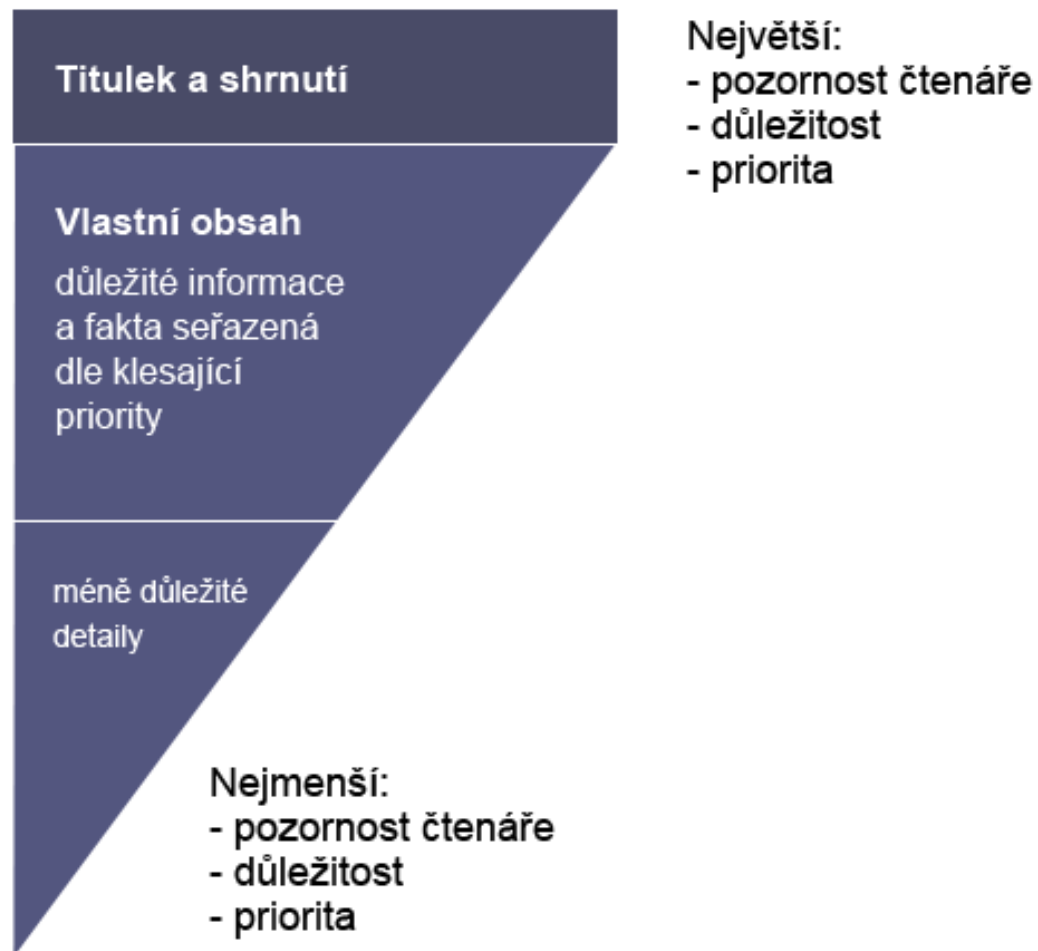 Titulek a shrnutí
Největší:
- pozornost čtenáře
- důležitost
- priorita
Vlastní obsah
důležité informace
a fakta seřazená
dle klesající
priority
méně důležité
detaily
Nejmenší:
- pozornost čtenáře
- důležitost
- priorita